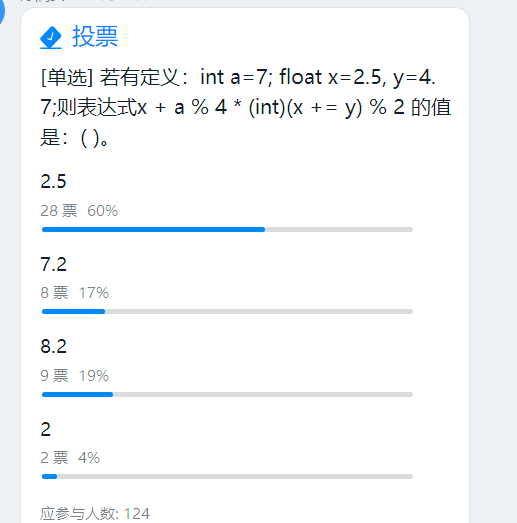 投票
[单选] 若有定义：int a=7; float x=2.5, y=4.
7;则表达式x + a % 4 * (int)(x += y) % 2 的值
是：( )。
2.5
28 票 60%
7.2
8 票 17%
8.2
9 票 19%
2
2 票 4%
应参与人数: 124